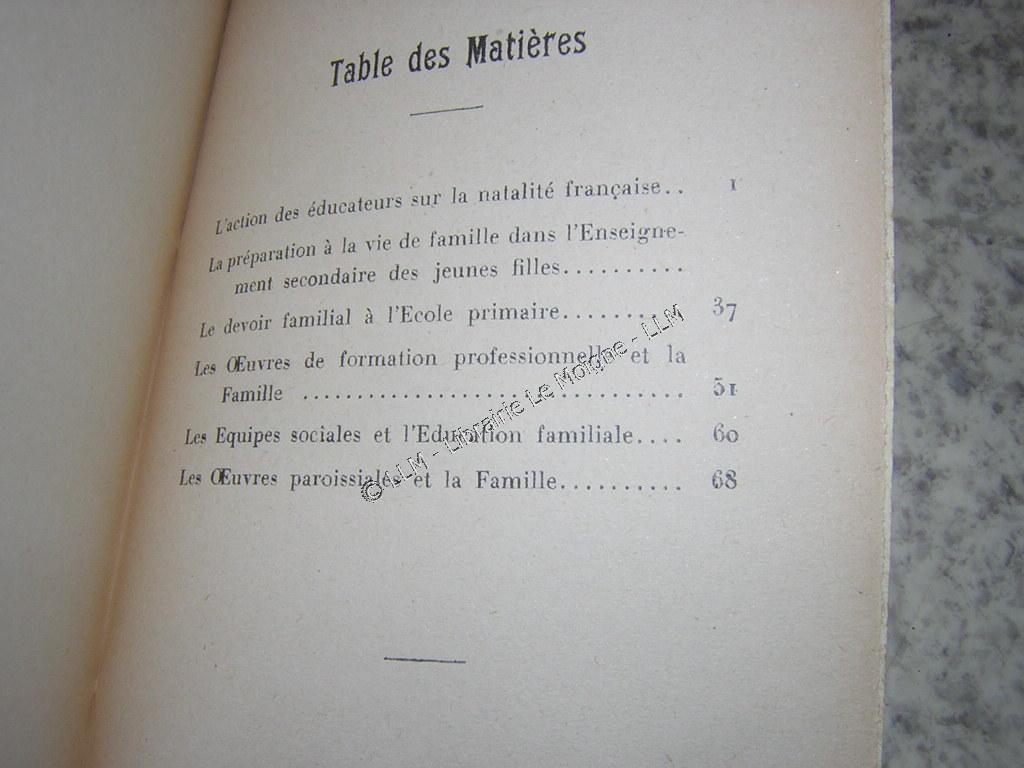 Table des Matières
L'action des éducateurs sur la natalité française.. 1
La préparation à la vie de famille dans l'Enseigne-
ment secondaire des jeunes filles..........
Le devoir familial à l'Ecole primaire......... 37
Les Œuvres de formation professionnelle et la
Famille ................................ 51
Les Equipes sociales et l'Education familiale.... 60
Les Œuvres paroissiales et la Famille.......... 68
© LLM - Librairie Le Moigne - LLM